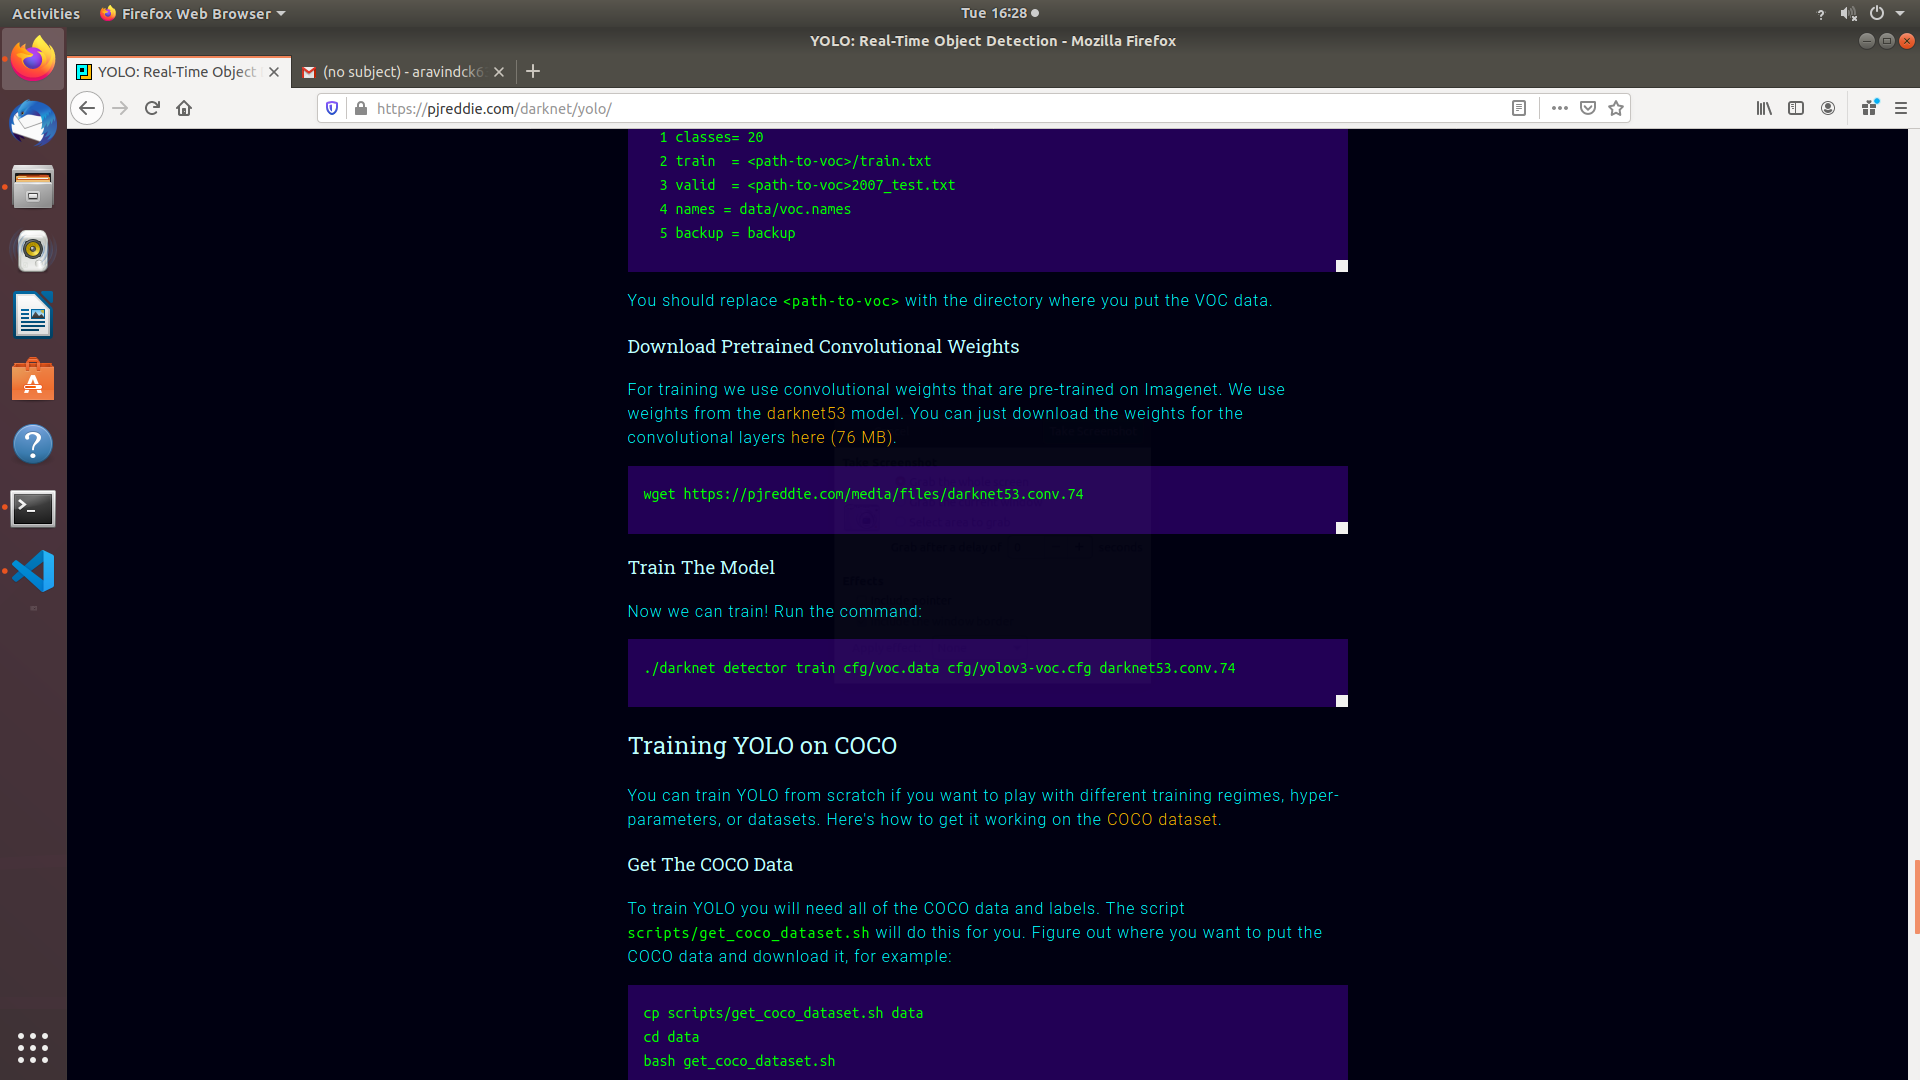 Activities
Firefox Web Browser
Tue 16:28
YOLO: Real-Time Object Detection - Mozilla Firefox
YOLO: Real-Time Object
(no subject) - aravindck6
https://pjreddie.com/darknet/yolo/
1 classes= 20
2 train  = <path-to-voc>/train.txt
3 valid  = <path-to-voc>2007_test.txt
4 names = data/voc.names
5 backup = backup
You should replace <path-to-voc> with the directory where you put the VOC data.
Download Pretrained Convolutional Weights
For training we use convolutional weights that are pre-trained on Imagenet. We use
weights from the darknet53 model. You can just download the weights for the
convolutional layers here (76 MB).
wget https://pjreddie.com/media/files/darknet53.conv.74
Train The Model
Now we can train! Run the command:
./darknet detector train cfg/voc.data cfg/yolov3-voc.cfg darknet53.conv.74
Training YOLO on COCO
You can train YOLO from scratch if you want to play with different training regimes, hyper-
parameters, or datasets. Here's how to get it working on the COCO dataset.
Get The COCO Data
To train YOLO you will need all of the COCO data and labels. The script
scripts/get_coco_dataset.sh will do this for you. Figure out where you want to put the
COCO data and download it, for example:
cp scripts/get_coco_dataset.sh data
cd data
bash get_coco_dataset.sh